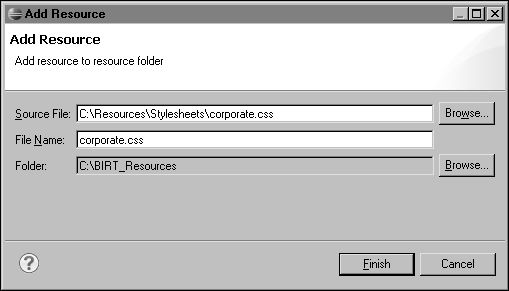 Add Resource
Add Resource
Add resource to resource folder
Source File: C:\Resources\Stylesheets\corporate.css Browse...
File Name: corporate.css
Folder: C:\BIRT_Resources Browse...
? Finish Cancel